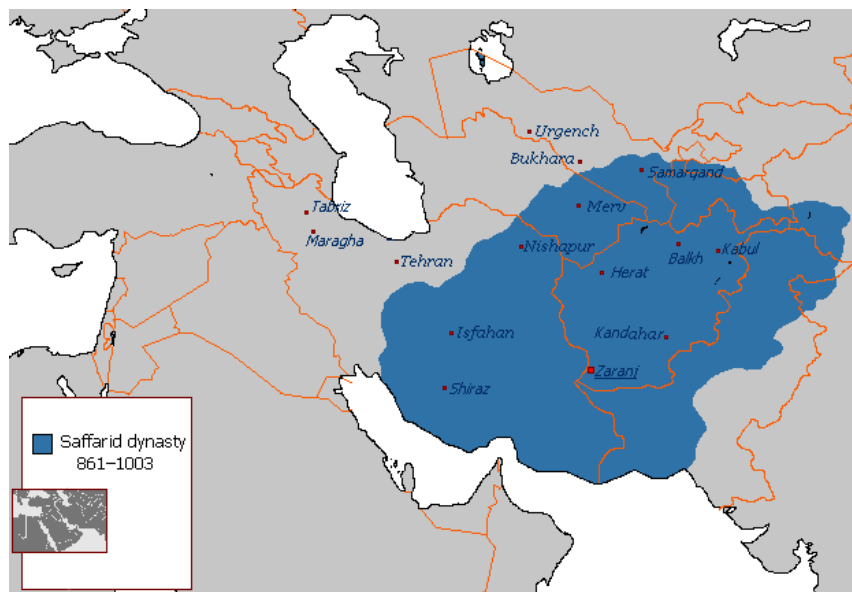 Urgench
Bukhara
Samarqand
Merv
Tabriz
Maragha
Nishapur
Tehran
Balkh
Kabul
Herat
Isfahan
Kandahar
Zaranj
Shiraz
Saffarid dynasty
861–1003